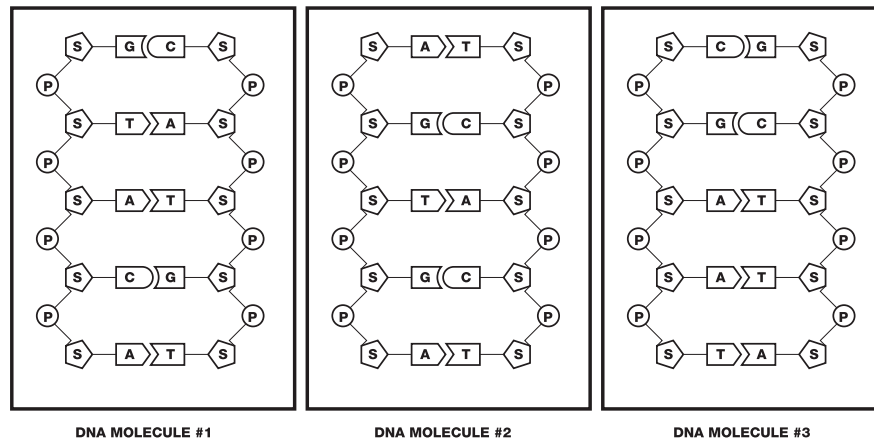 S G C S S A T S S C G S
P P P P P P
S T A S S G C S S G C S
P P P P P P
S A T S S T A S S A T S
P P P P P P
S C G S S G C S S A T S
P P P P P P
S A T S S A T S S T A S
DNA MOLECULE #1 DNA MOLECULE #2 DNA MOLECULE #3